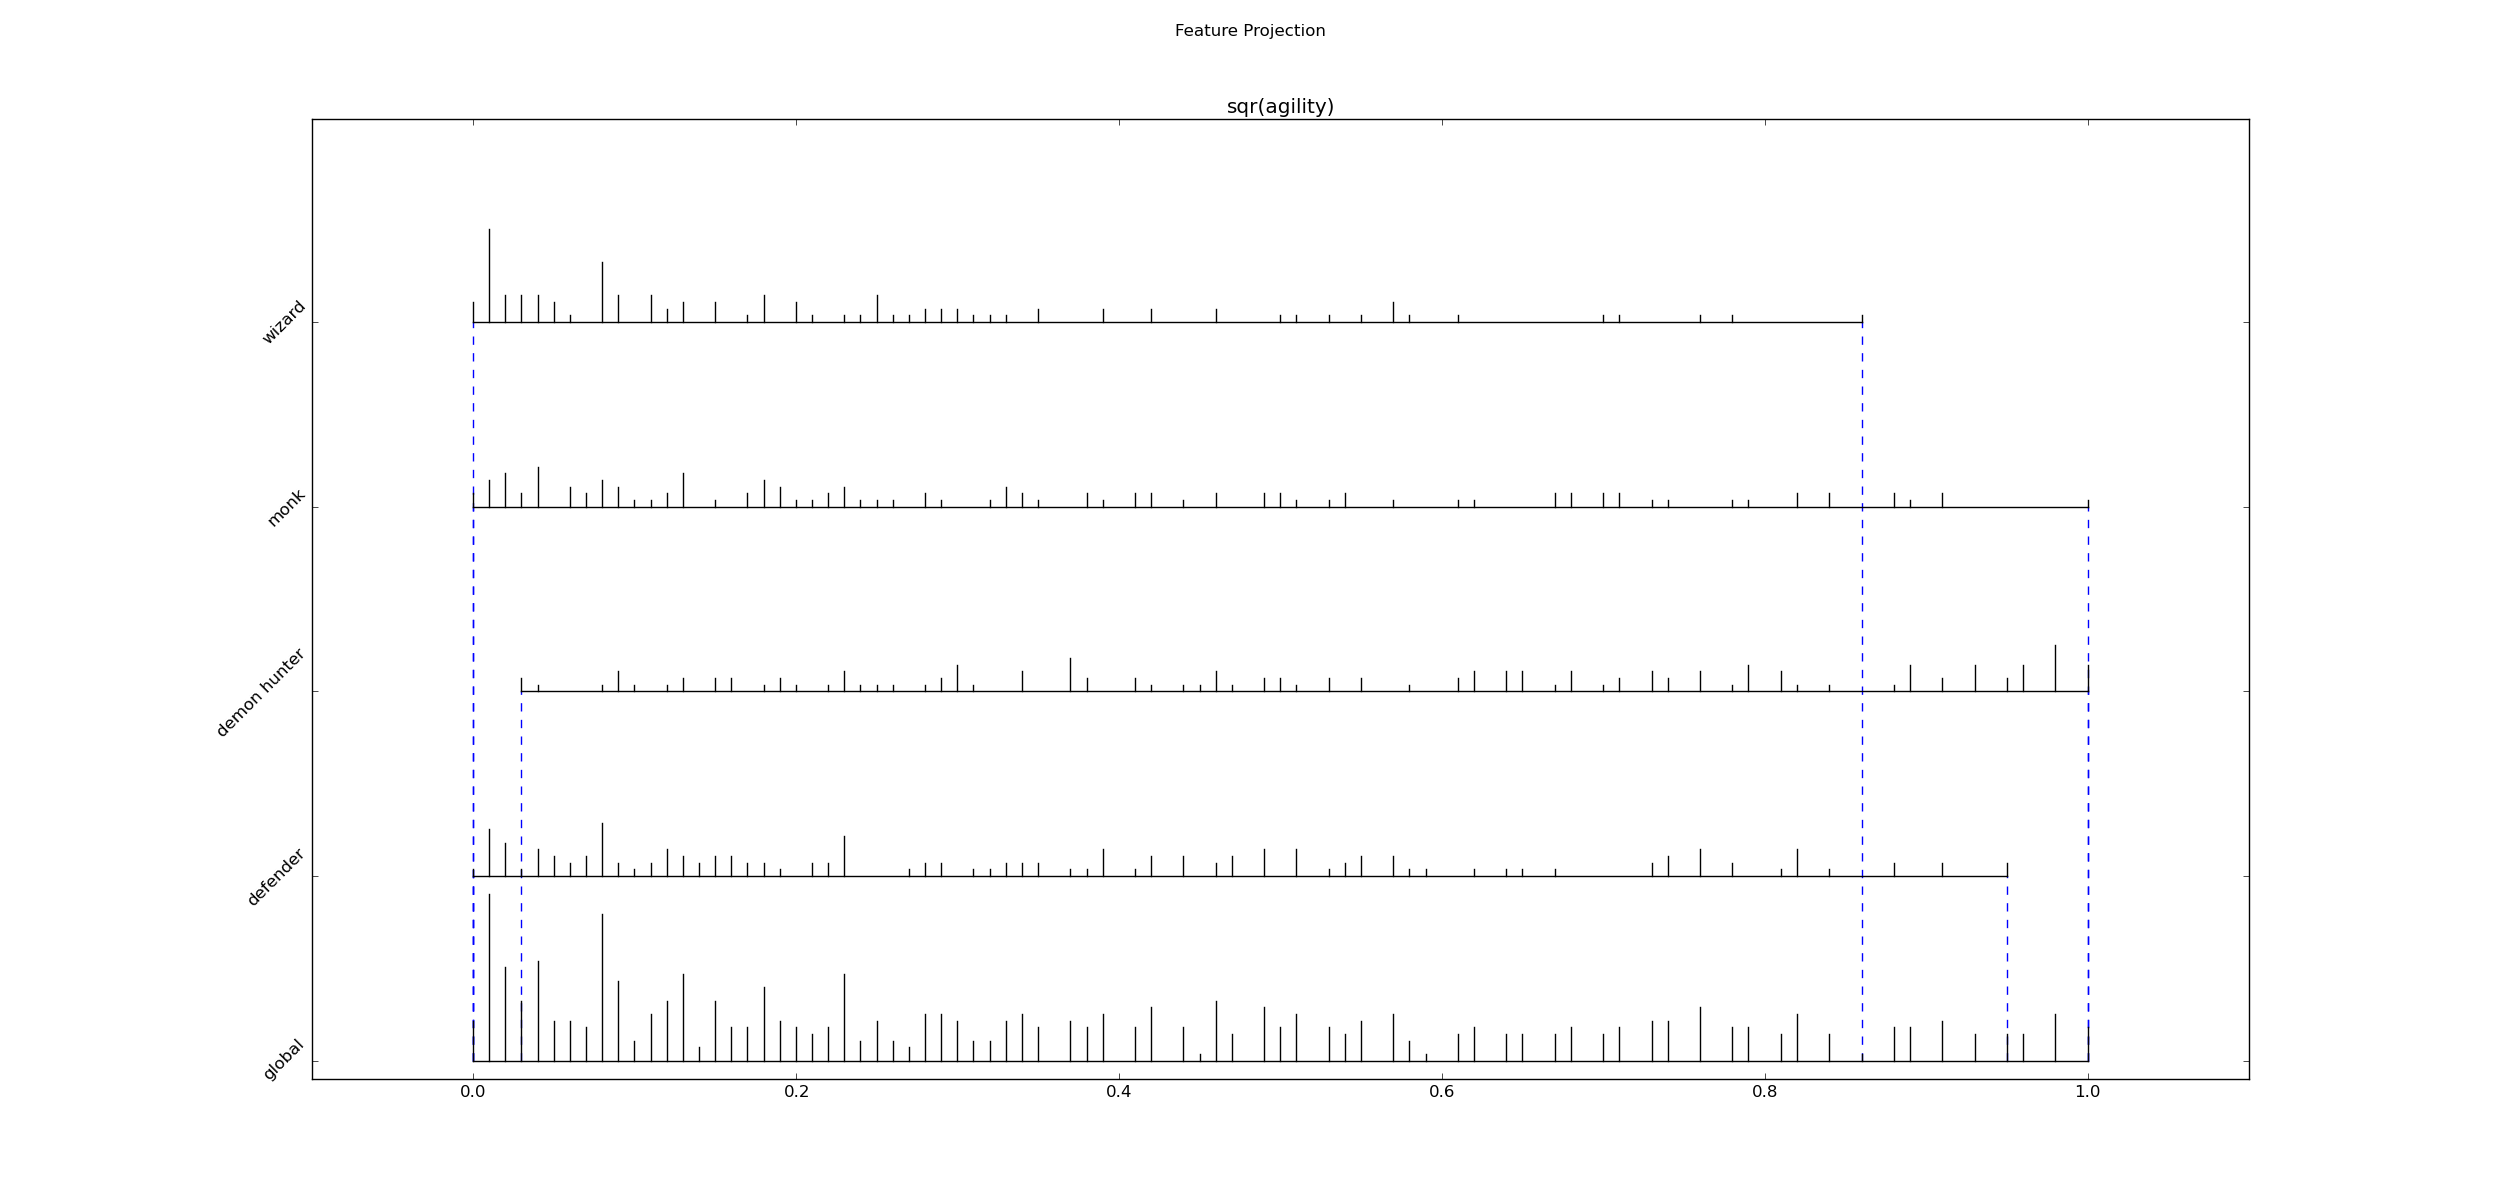 Feature Projection
sqr(agility)
wizard
monk
demon hunter
defender
global
0.0 0.2 0.4 0.6 0.8 1.0